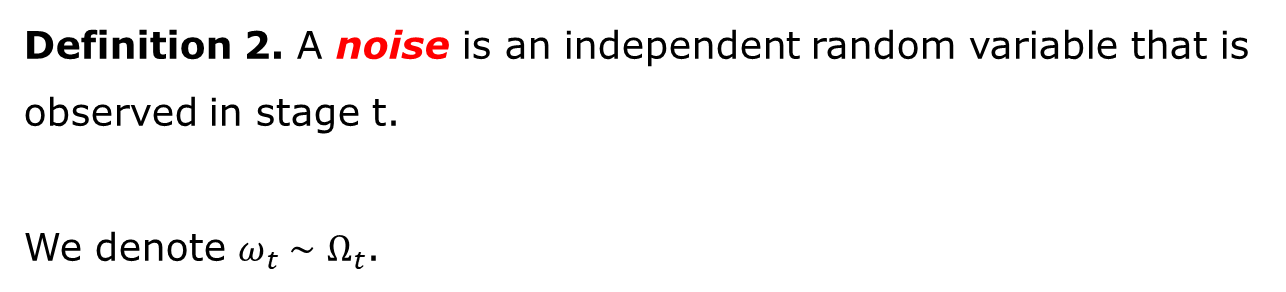 Definition 2. A noise is an independent random variable that is
observed in stage t.
We denote ωₜ ~ Ωₜ.